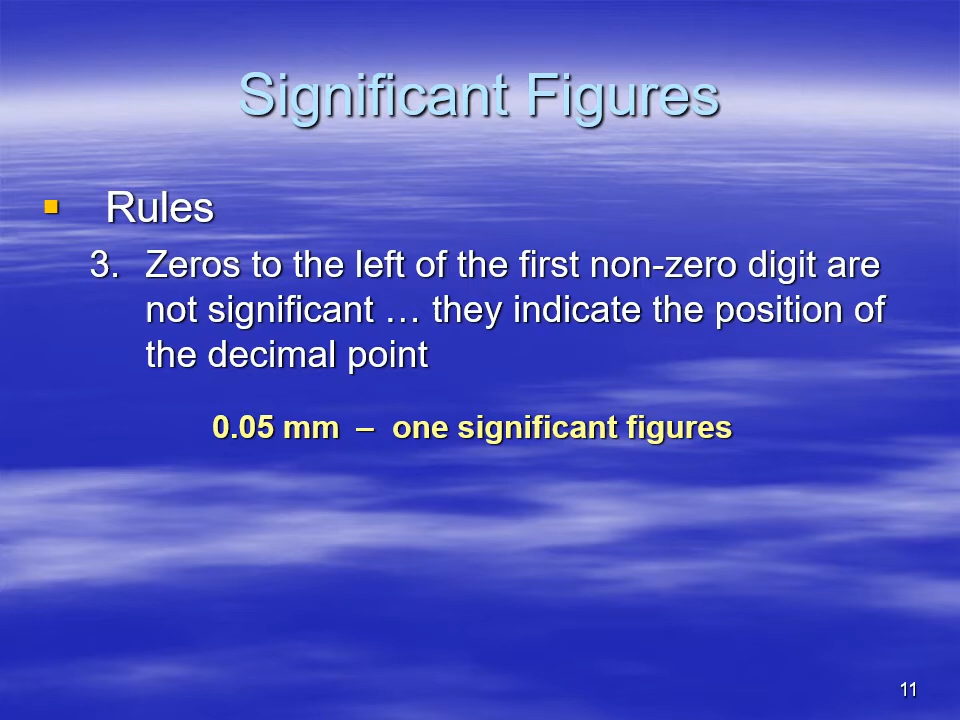 Significant Figures
▪ Rules
3. Zeros to the left of the first non-zero digit are
not significant … they indicate the position of
the decimal point
0.05 mm – one significant figures
11